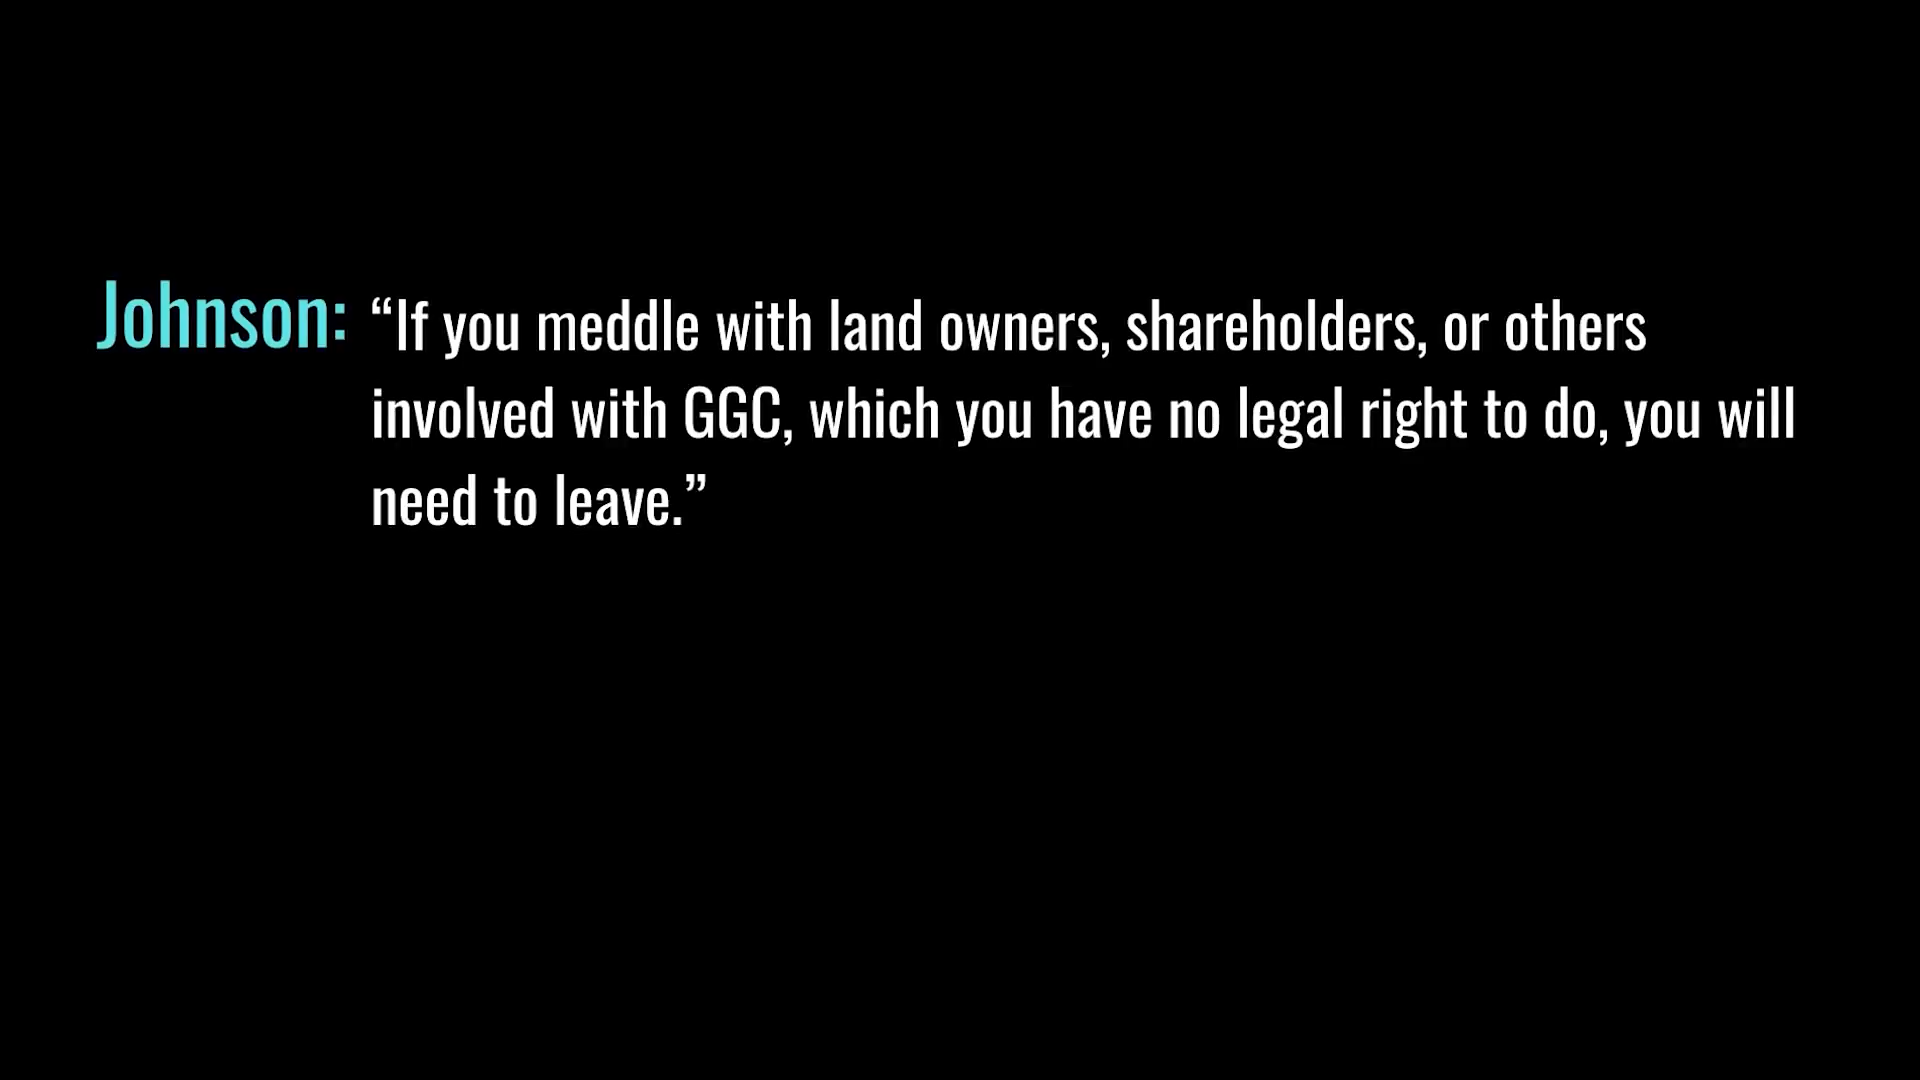 Johnson: “If you meddle with land owners, shareholders, or others
involved with GGC, which you have no legal right to do, you will
need to leave.”